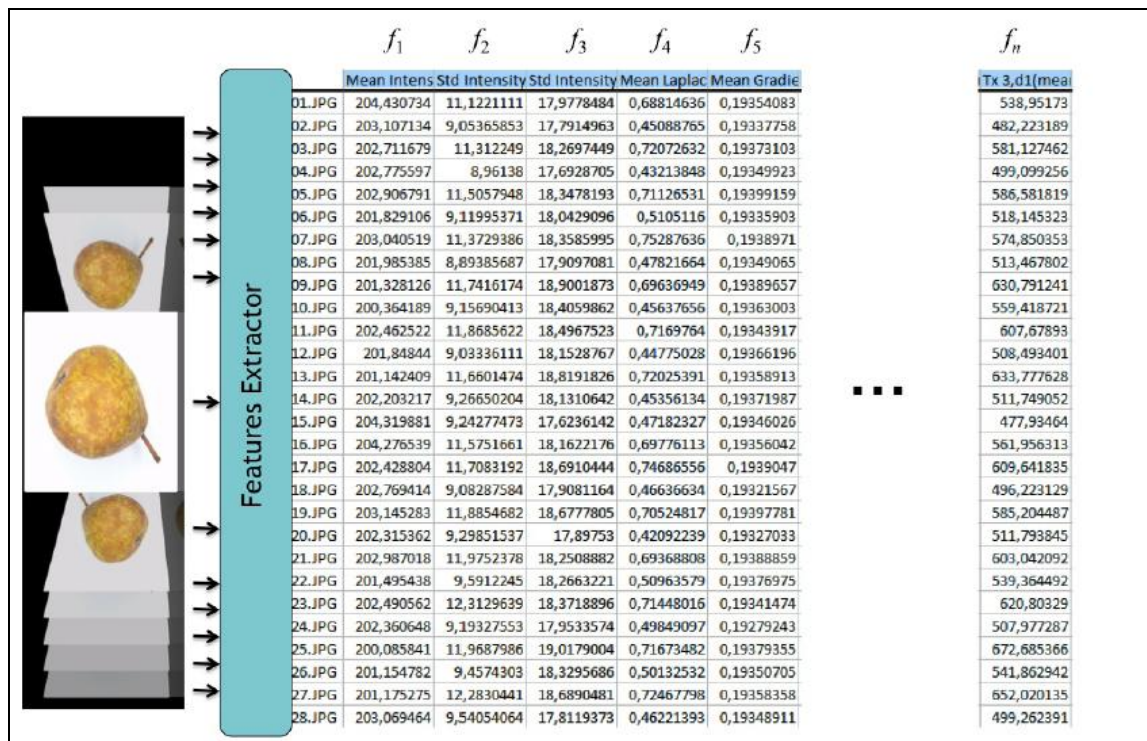 f1 f2 f3 f4 f5 fn
Mean Intens Std Intensity Std Intensity Mean Laplac Mean Gradie Tx 3,d1(mea
01.JPG 204,430734 11,1221111 17,9778484 0,68814636 0,19354083 538,95173
02.JPG 203,107134 9,05365853 17,7914963 0,45088765 0,19337758 482,223189
03.JPG 202,711679 11,312249 18,2697449 0,72072632 0,19373103 581,127462
04.JPG 202,775597 8,96138 17,6928705 0,43213848 0,19349923 499,099256
05.JPG 202,906791 11,5057948 18,3478193 0,71126531 0,19399159 586,581819
06.JPG 201,829106 9,11995371 18,0429096 0,5105116 0,19335903 518,145323
07.JPG 203,040519 11,3729386 18,3585995 0,75287636 0,1938971 574,850353
08.JPG 201,985385 8,89385687 17,9097081 0,47821664 0,19349065 513,467802
09.JPG 201,328126 11,7416174 18,9001873 0,69636949 0,19389657 630,791241
10.JPG 200,364189 9,15690413 18,4059862 0,45637656 0,19363003 559,418721
11.JPG 202,462522 11,8685622 18,4967523 0,7169764 0,19343917 607,67893
12.JPG 201,84844 9,03336111 18,1528767 0,44775028 0,19366196 508,493401
13.JPG 201,142409 11,6601474 18,8191826 0,72025391 0,19358913 633,777628
14.JPG 202,203217 9,26650204 18,1310642 0,45356134 0,19371987 511,749052
15.JPG 204,319881 9,24277473 17,6236142 0,47182327 0,19346026 477,93464
16.JPG 204,276539 11,5751661 18,1622176 0,69776113 0,19356042 561,956313
17.JPG 202,428804 11,7083192 18,6910444 0,74686556 0,1939047 609,641835
18.JPG 202,769414 9,08287584 17,9081164 0,46636634 0,19321567 496,223129
19.JPG 203,145283 11,8854682 18,6777805 0,70524817 0,19397781 585,204487
20.JPG 202,315362 9,29851537 17,89753 0,42092239 0,19327033 511,793845
21.JPG 202,987018 11,9752378 18,2508882 0,69368808 0,19388859 603,042092
22.JPG 201,495438 9,5912245 18,2663221 0,50963579 0,19376975 539,364492
23.JPG 202,490562 12,3129639 18,3718896 0,71448016 0,19341474 620,80329
24.JPG 202,360648 9,19327553 17,9533574 0,49849097 0,19279243 507,977287
25.JPG 200,085841 11,9687986 19,0179004 0,71673482 0,19379355 672,685366
26.JPG 201,154782 9,4574303 18,3295686 0,50132532 0,19350705 541,862942
27.JPG 201,175275 12,2830441 18,6890481 0,72467798 0,19358358 652,020135
28.JPG 203,069464 9,54054064 17,8119373 0,46221393 0,19348911 499,262391
Features Extractor
...